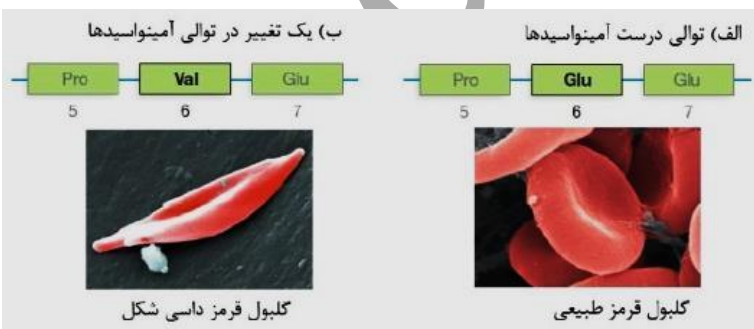 الف) توالی درست آمینواسیدها
Pro Glu Glu
5 6 7
گلبول قرمز طبیعی
ب) یک تغییر در توالی آمینواسیدها
Pro Val Glu
5 6 7
گلبول قرمز داسی شکل